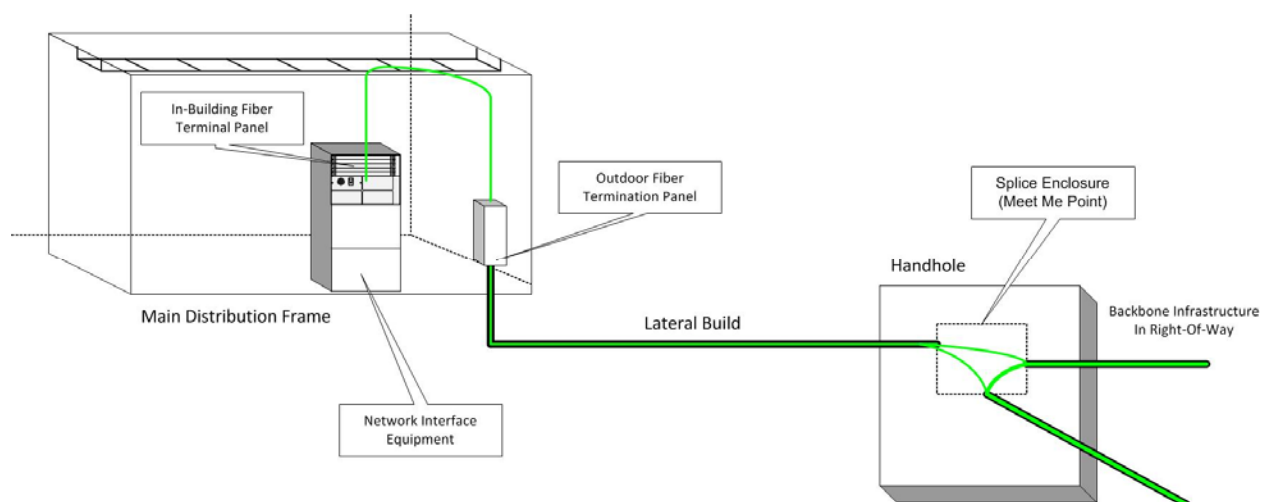 In-Building Fiber
Terminal Panel
Outdoor Fiber
Termination Panel
Splice Enclosure
(Meet Me Point)
Handhole
Backbone Infrastructure
In Right-Of-Way
Main Distribution Frame
Lateral Build
Network Interface
Equipment